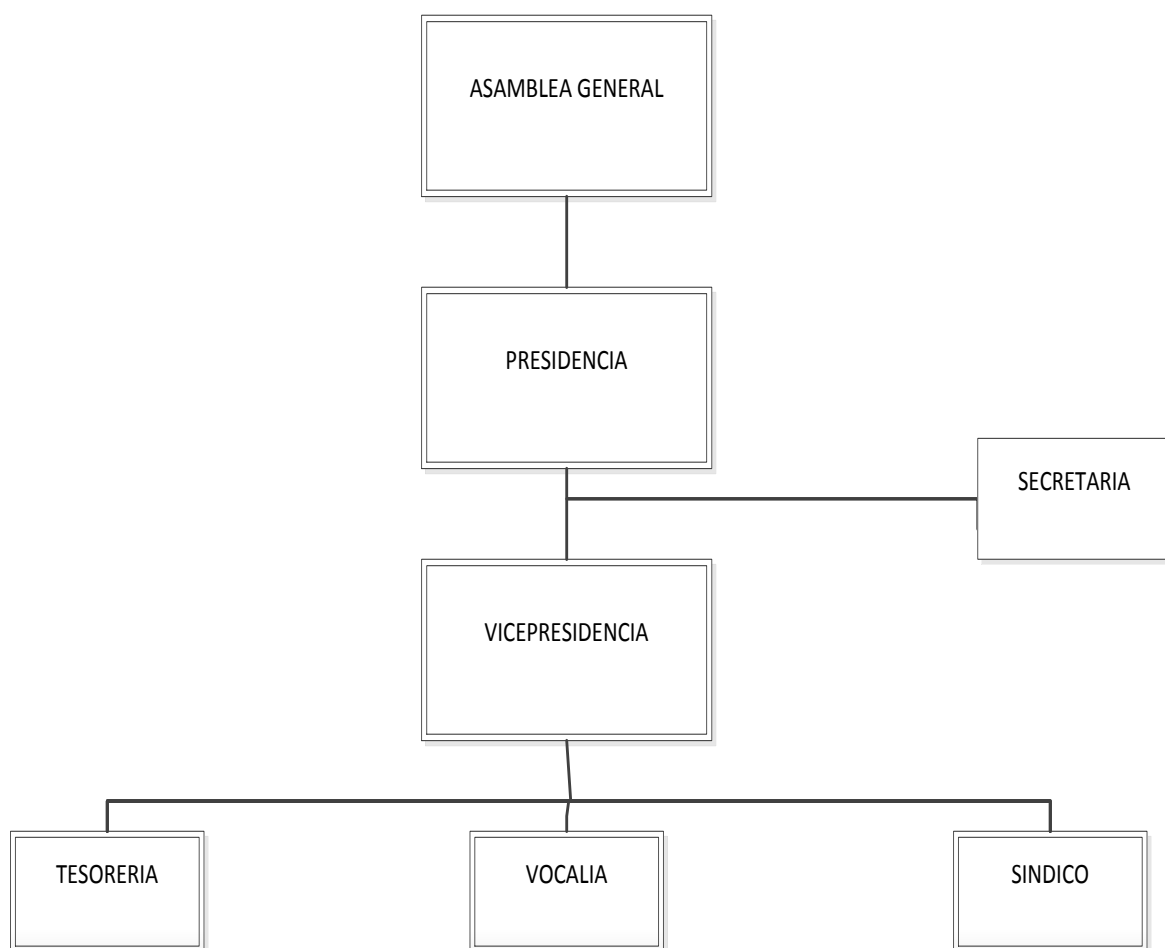 ASAMBLEA GENERAL
PRESIDENCIA
SECRETARIA
VICEPRESIDENCIA
TESORERIA
VOCALIA
SINDICO